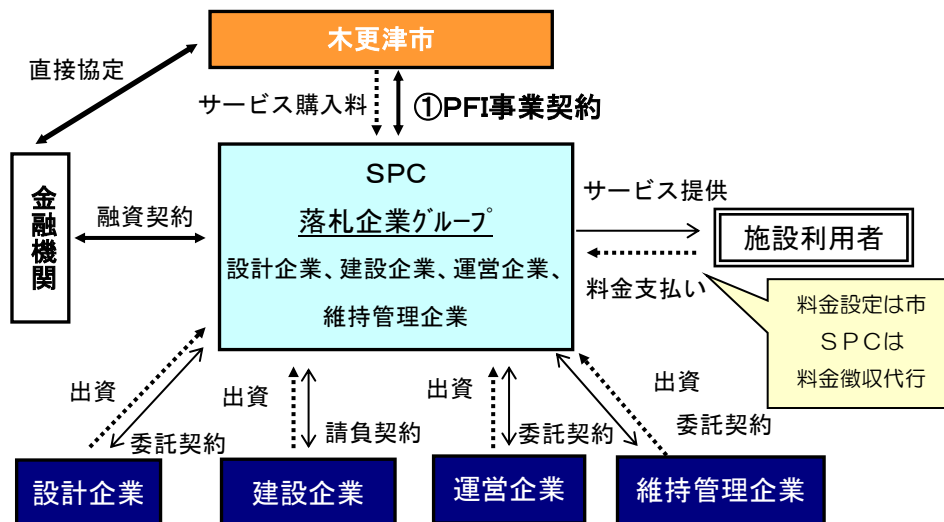 木更津市
直接協定
サービス購入料
①PFI事業契約
金融機関
融資契約
SPC
落札企業グループ
設計企業、建設企業、運営企業、
維持管理企業
サービス提供
施設利用者
料金支払い
料金設定は市
ＳＰＣは
料金徴収代行
出資
委託契約
出資
請負契約
出資
委託契約
出資
委託契約
設計企業
建設企業
運営企業
維持管理企業